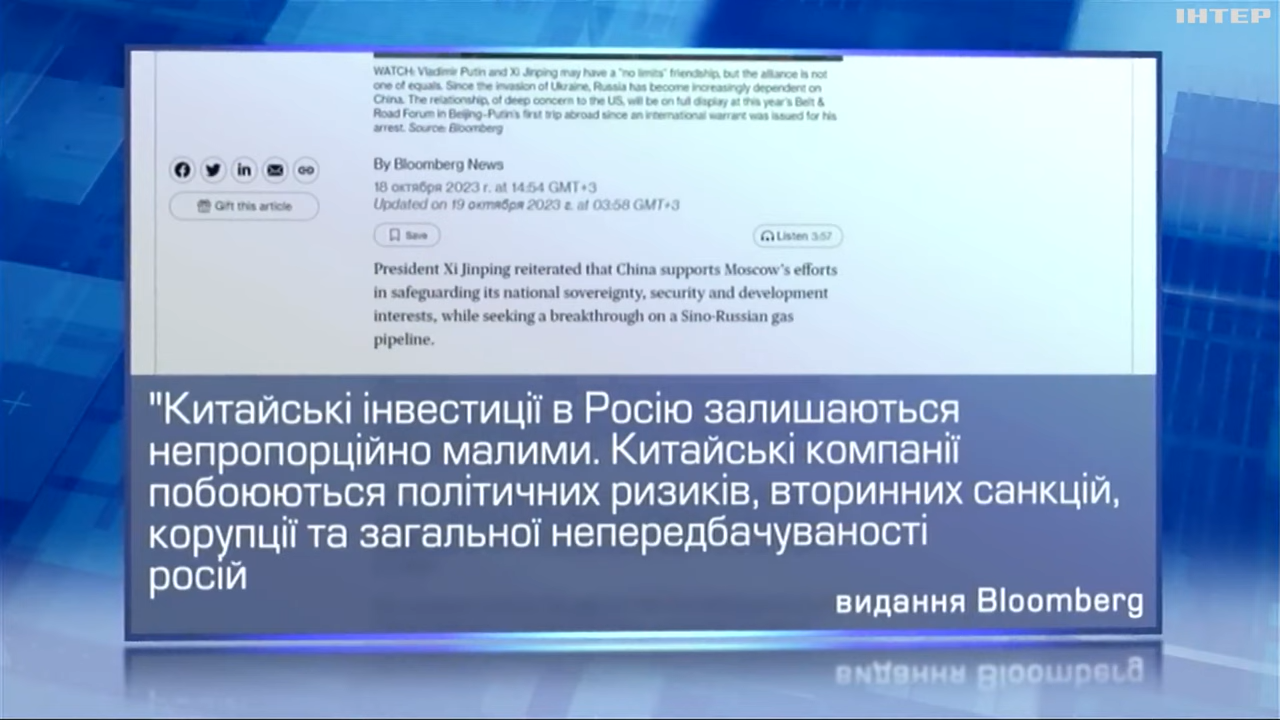 ІНТЕР
WATCH: Vladimir Putin and Xi Jinping may have a "no limits" friendship, but the alliance is not
one of equals. Since the invasion of Ukraine, Russia has become increasingly dependent on
China. The relationship, of deep concern to the US, will be on full display at this year's Belt &
Road Forum in Beijing–Putin's first trip abroad since an international warrant was issued for his
arrest. Source: Bloomberg
By Bloomberg News
18 октября 2023 г. at 14:54 GMT+3
Updated on 19 октября 2023 г. at 03:58 GMT+3
Gift this article
Save
Listen 3:57
President Xi Jinping reiterated that China supports Moscow's efforts
in safeguarding its national sovereignty, security and development
interests, while seeking a breakthrough on a Sino-Russian gas
pipeline.
"Китайські інвестиції в Росію залишаються
непропорційно малими. Китайські компанії
побоюються політичних ризиків, вторинних санкцій,
корупції та загальної непередбачуваності
росій
видання Bloomberg